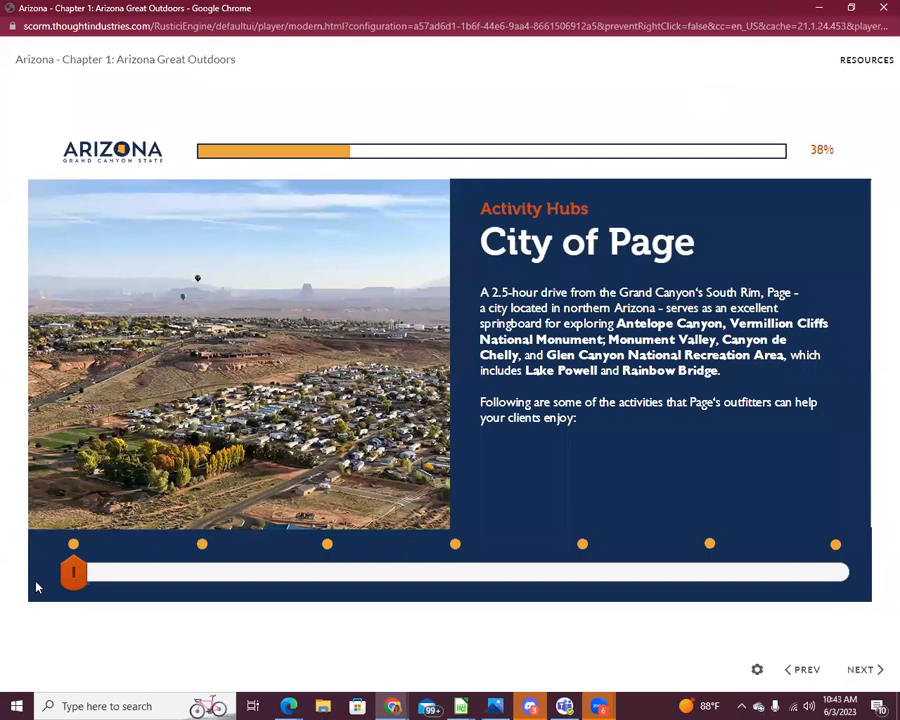 Arizona - Chapter 1: Arizona Great Outdoors - Google Chrome
scorm.thoughtindustries.com/RusticEngine/defaultui/player/modern.html?configuration=a57ad6d1-1b6f-44e6-9aa4-8661506912a5&preventRightClick=false&cc=en_US&cache=21.1.24.453&player...
Arizona - Chapter 1: Arizona Great Outdoors
RESOURCES
ARIZONA
GRAND CANYON STATE
38%
Activity Hubs
City of Page
A 2.5-hour drive from the Grand Canyon's South Rim, Page -
a city located in northern Arizona - serves as an excellent
springboard for exploring Antelope Canyon, Vermillion Cliffs
National Monument; Monument Valley, Canyon de
Chelly, and Glen Canyon National Recreation Area, which
includes Lake Powell and Rainbow Bridge.
Following are some of the activities that Page's outfitters can help
your clients enjoy:
PREV
NEXT
Type here to search
99+
3
6
88°F
10:43 AM
6/3/2023
10